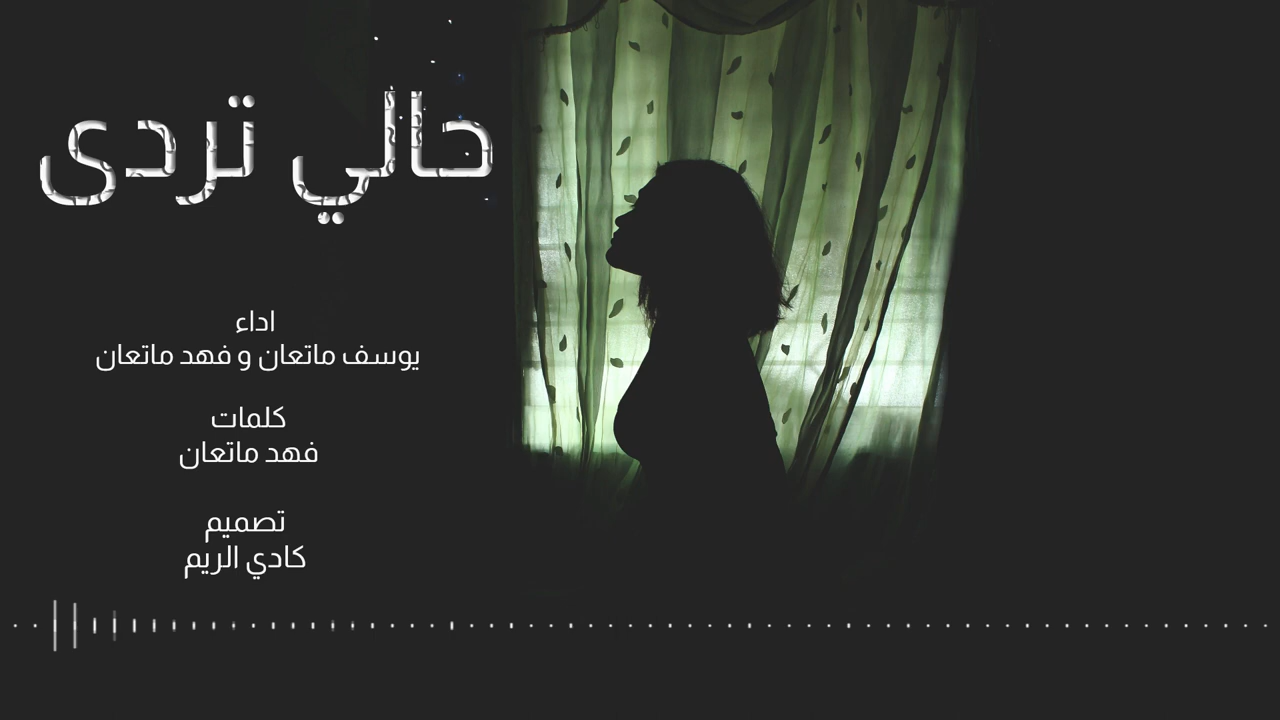 حالي تردى
اداء
يوسف ماتعان و فهد ماتعان
كلمات
فهد ماتعان
تصميم
كادي الريم